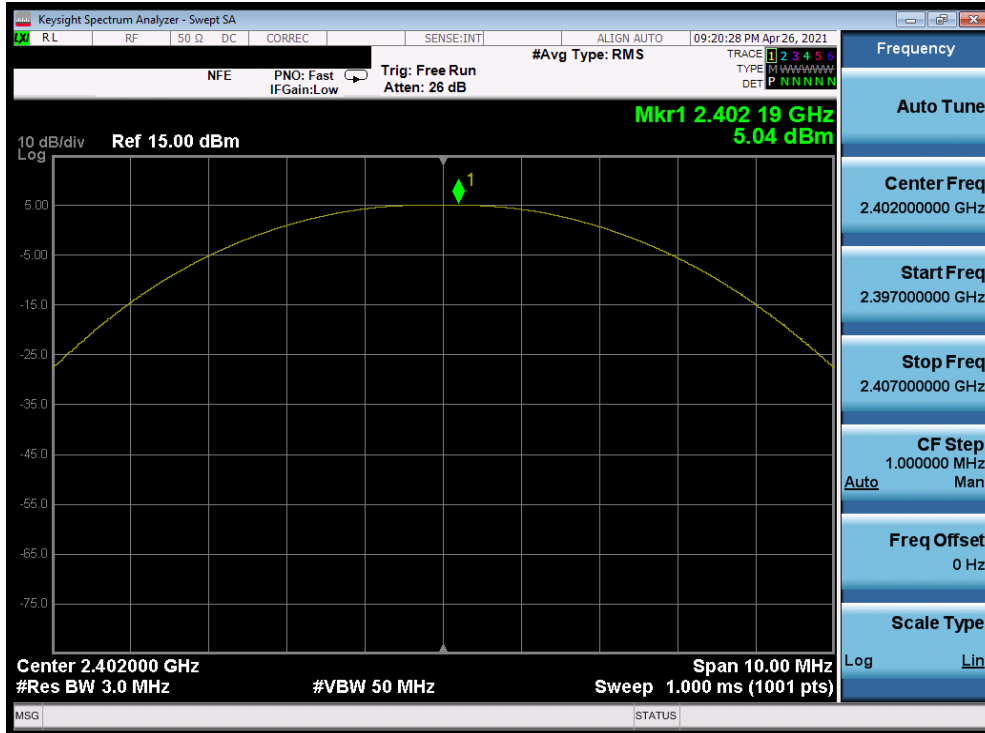 Keysight Spectrum Analyzer - Swept SA
LXI RL RF 50 Ω DC CORREC SENSE:INT ALIGN AUTO 09:20:28 PM Apr 26, 2021
NFE PNO: Fast IFGain:Low
Trig: Free Run
Atten: 26 dB
#Avg Type: RMS
TRACE 1 2 3 4 5 6
TYPE M W W W W W
DET P N N N N N
Mkr1 2.402 19 GHz
5.04 dBm
10 dB/div Ref 15.00 dBm
Log
1
5.00
-5.00
-15.0
-25.0
-35.0
-45.0
-55.0
-65.0
-75.0
Center 2.402000 GHz Span 10.00 MHz
#Res BW 3.0 MHz #VBW 50 MHz Sweep 1.000 ms (1001 pts)
MSG STATUS
Frequency
Auto Tune
Center Freq
2.402000000 GHz
Start Freq
2.397000000 GHz
Stop Freq
2.407000000 GHz
CF Step
1.000000 MHz
Auto Man
Freq Offset
0 Hz
Scale Type
Log Lin